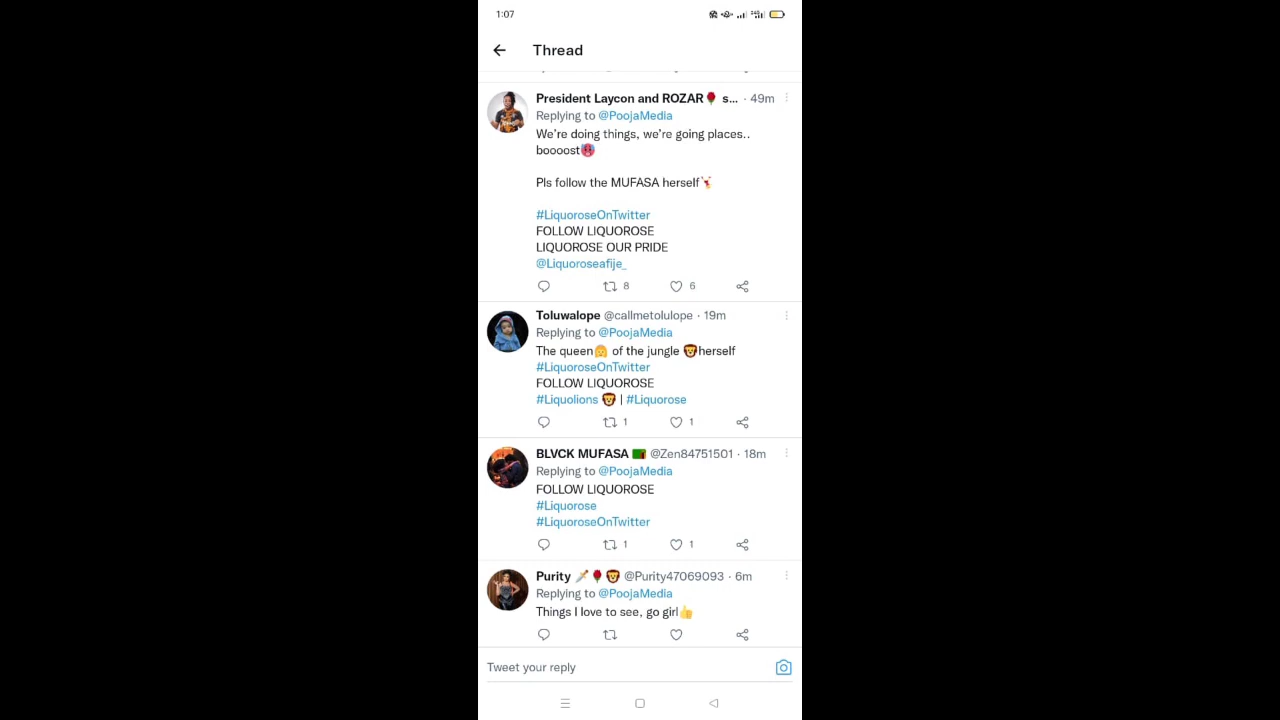 1:07
Thread
President Laycon and ROZAR🌹 s... · 49m
Replying to @PoojaMedia
We're doing things, we're going places..
boooost🥵
Pls follow the MUFASA herself💃
#LiquoroseOnTwitter
FOLLOW LIQUOROSE
LIQUOROSE OUR PRIDE
@Liquoroseafije_
8 6
Toluwalope @callmetolulope · 19m
Replying to @PoojaMedia
The queen👸 of the jungle 🦁herself
#LiquoroseOnTwitter
FOLLOW LIQUOROSE
#Liquolions 🦁 | #Liquorose
1 1
BLVCK MUFASA 🇿🇲 @Zen84751501 · 18m
Replying to @PoojaMedia
FOLLOW LIQUOROSE
#Liquorose
#LiquoroseOnTwitter
1 1
Purity 🗡️🌹🦁 @Purity47069093 · 6m
Replying to @PoojaMedia
Things I love to see, go girl👍
Tweet your reply